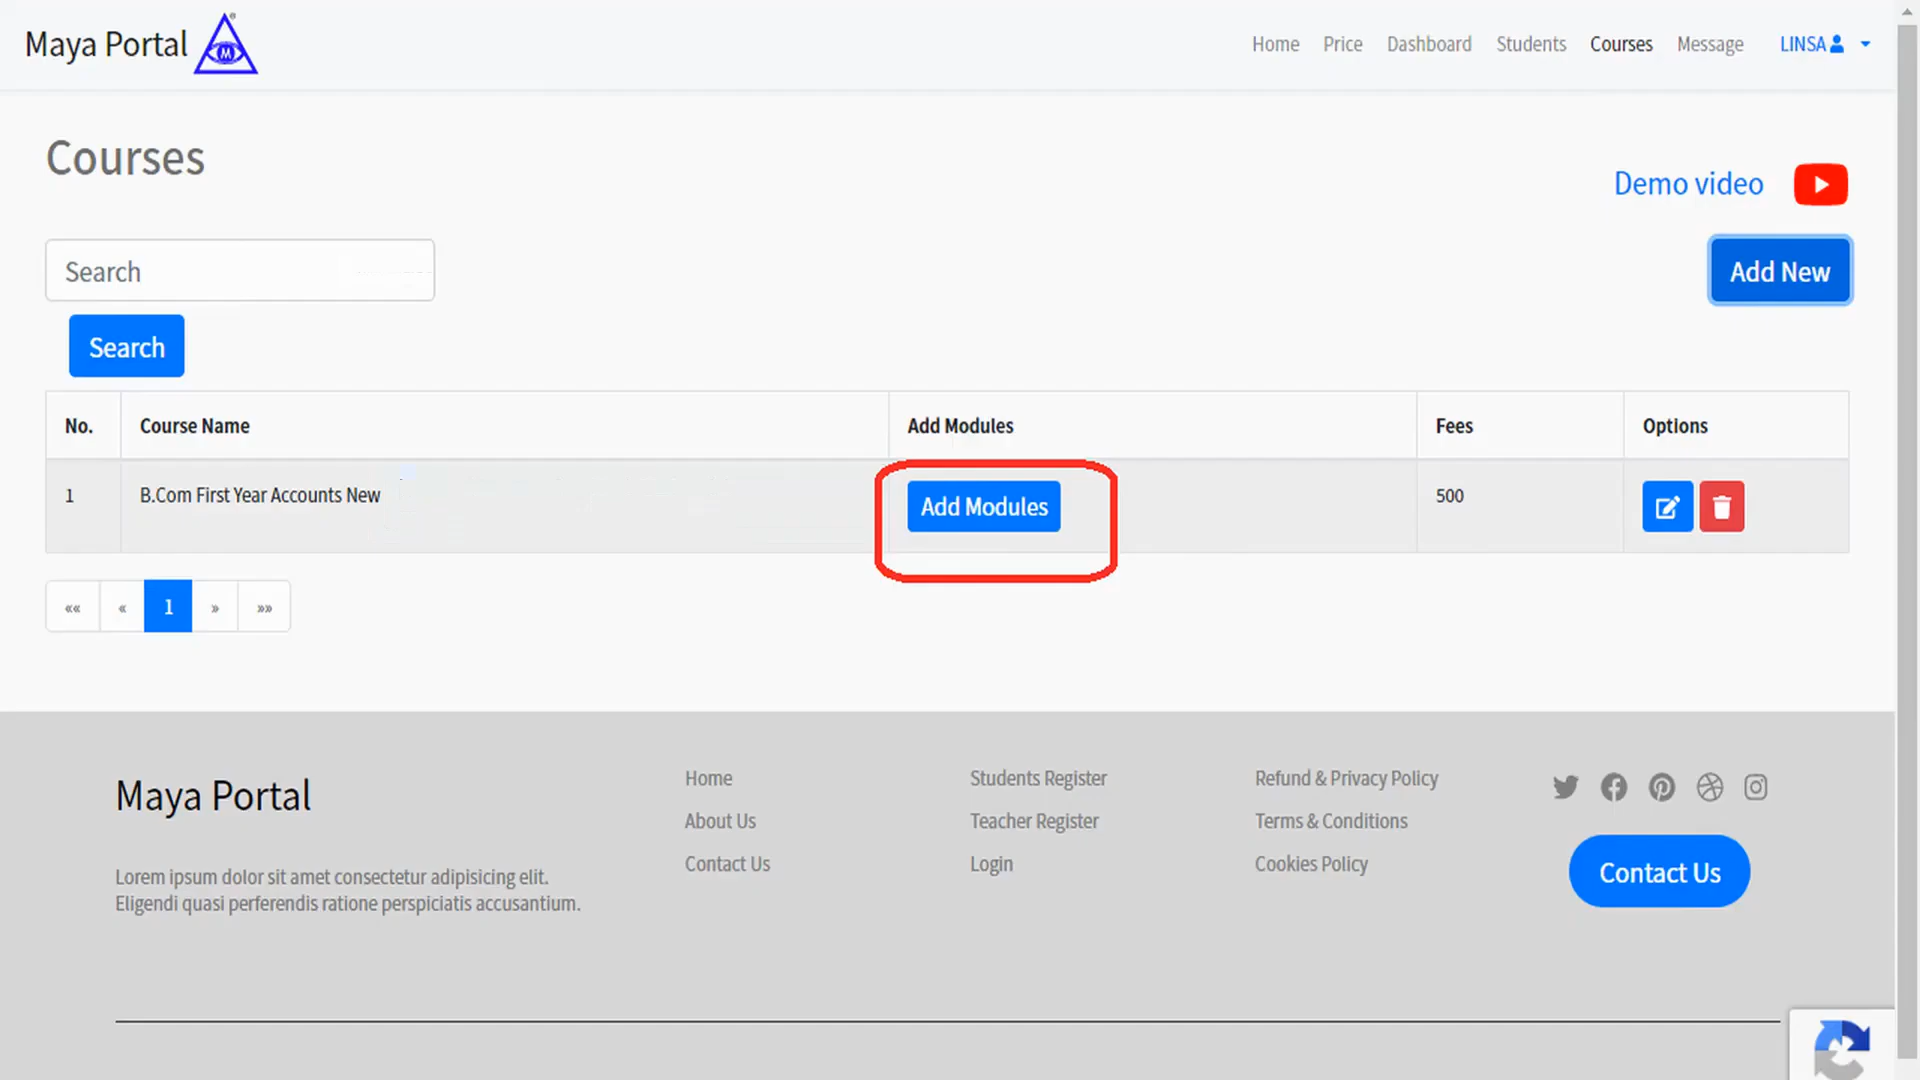 Maya Portal
M
Home Price Dashboard Students Courses Message LINSA
Courses
Demo video
Search
Add New
Search
No. Course Name Add Modules Fees Options
1 B.Com First Year Accounts New Add Modules 500
«« « 1 » »»
Maya Portal
Lorem ipsum dolor sit amet consectetur adipisicing elit.
Eligendi quasi perferendis ratione perspiciatis accusantium.
Home
About Us
Contact Us
Students Register
Teacher Register
Login
Refund & Privacy Policy
Terms & Conditions
Cookies Policy
Contact Us